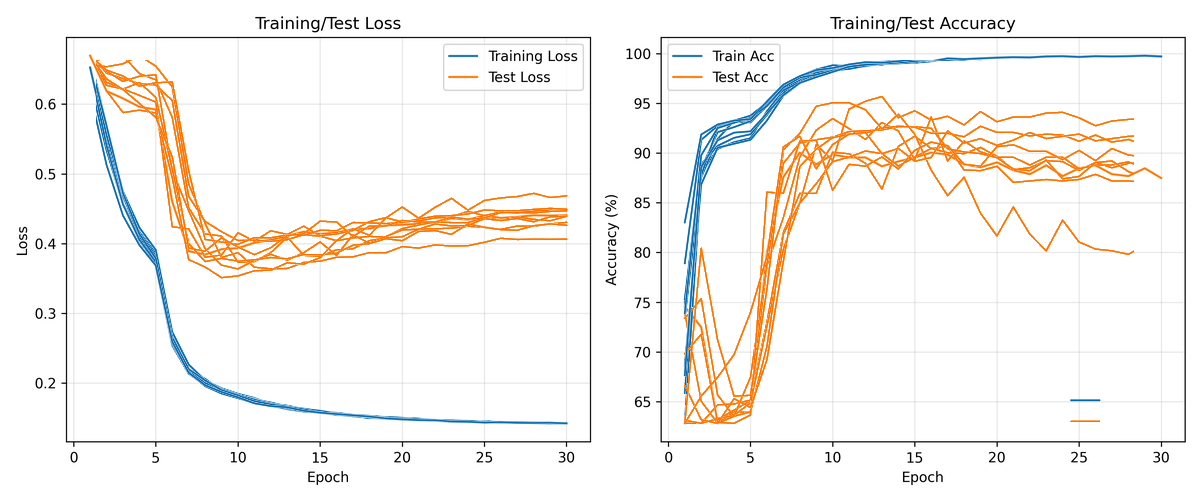 Training/Test Loss
Training Loss
Test Loss
0.6
0.5
0.4
0.3
0.2
Loss
0 5 10 15 20 25 30
Epoch
Training/Test Accuracy
Train Acc
Test Acc
100
95
90
85
80
75
70
65
Accuracy (%)
0 5 10 15 20 25 30
Epoch